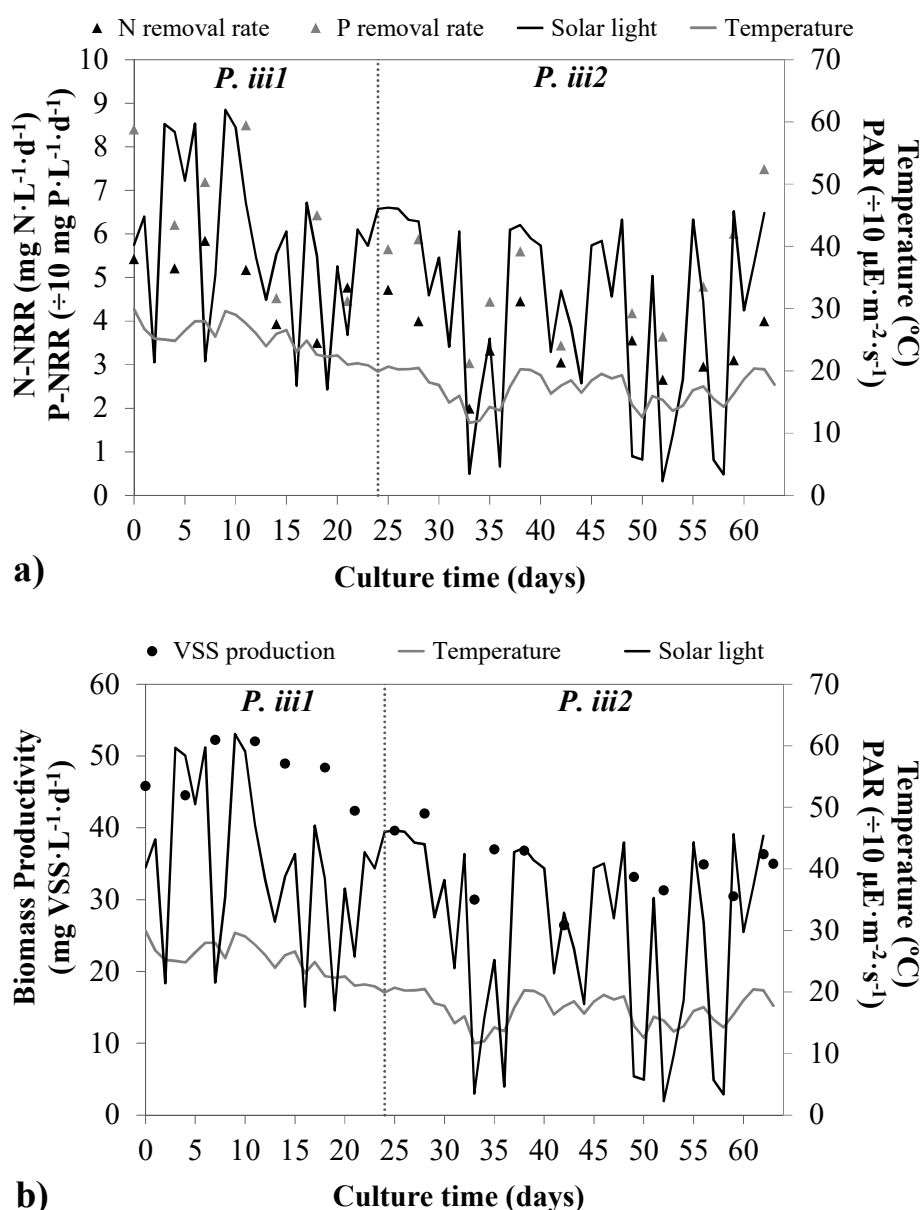 ▲ N removal rate ▲ P removal rate — Solar light — Temperature
P. iii1 P. iii2
N-NRR (mg N·L⁻¹·d⁻¹)
P-NRR (÷10 mg P·L⁻¹·d⁻¹)
10
9
8
7
6
5
4
3
2
1
0
70
60
50
40
30
20
10
0
Temperature (ºC)
PAR (÷10 µE·m⁻²·s⁻¹)
0 5 10 15 20 25 30 35 40 45 50 55 60
Culture time (days)
a)
● VSS production — Temperature — Solar light
P. iii1 P. iii2
Biomass Productivity
(mg VSS·L⁻¹·d⁻¹)
60
50
40
30
20
10
0
70
60
50
40
30
20
10
0
Temperature (ºC)
PAR (÷10 µE·m⁻²·s⁻¹)
0 5 10 15 20 25 30 35 40 45 50 55 60
Culture time (days)
b)